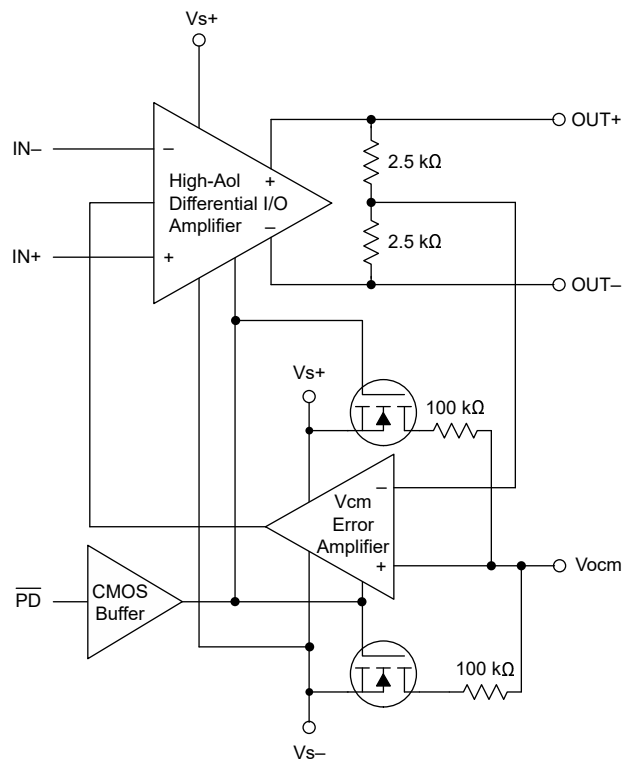 Vs+
OUT+
IN–
–
2.5 kΩ
High-Aol
+
Differential I/O
Amplifier
–
2.5 kΩ
IN+
+
OUT–
Vs+
100 kΩ
–
Vcm
Error
Amplifier
+
Vocm
PD
CMOS
Buffer
100 kΩ
Vs–